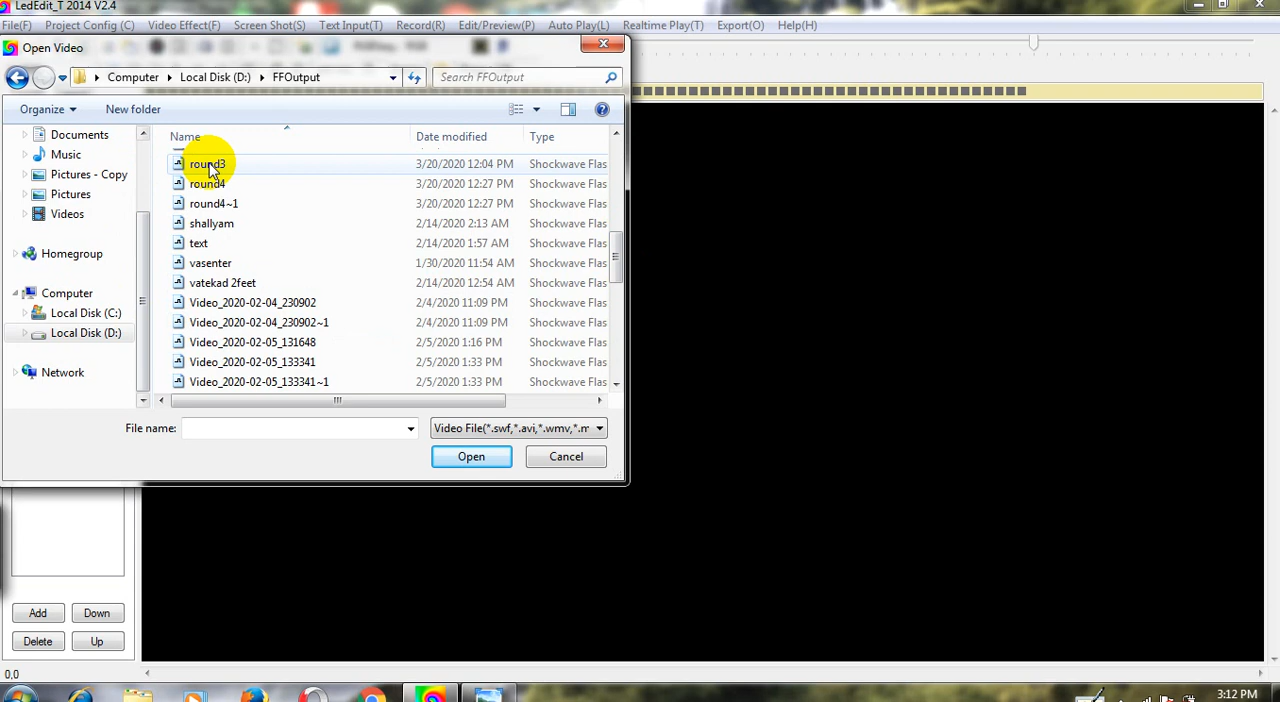 LedEdit_T 2014 V2.4
File(F) Project Config (C) Video Effect(F) Screen Shot(S) Text Input(T) Record(R) Edit/Preview(P) Auto Play(L) Realtime Play(T) Export(O) Help(H)
Open Video
Computer Local Disk (D:) FFOutput Search FFOutput
Organize New folder
Name Date modified Type
Documents
Music
Pictures - Copy
Pictures
Videos
Homegroup
Computer
Local Disk (C:)
Local Disk (D:)
Network
round3 3/20/2020 12:04 PM Shockwave Flas
round4 3/20/2020 12:27 PM Shockwave Flas
round4~1 3/20/2020 12:27 PM Shockwave Flas
shallyam 2/14/2020 2:13 AM Shockwave Flas
text 2/14/2020 1:57 AM Shockwave Flas
vasenter 1/30/2020 11:54 AM Shockwave Flas
vatekad 2feet 2/14/2020 12:54 AM Shockwave Flas
Video_2020-02-04_230902 2/4/2020 11:09 PM Shockwave Flas
Video_2020-02-04_230902~1 2/4/2020 11:09 PM Shockwave Flas
Video_2020-02-05_131648 2/5/2020 1:16 PM Shockwave Flas
Video_2020-02-05_133341 2/5/2020 1:33 PM Shockwave Flas
Video_2020-02-05_133341~1 2/5/2020 1:33 PM Shockwave Flas
File name: Video File(*.swf,*.avi,*.wmv,*.m
Open Cancel
Add Down
Delete Up
0,0
3:12 PM